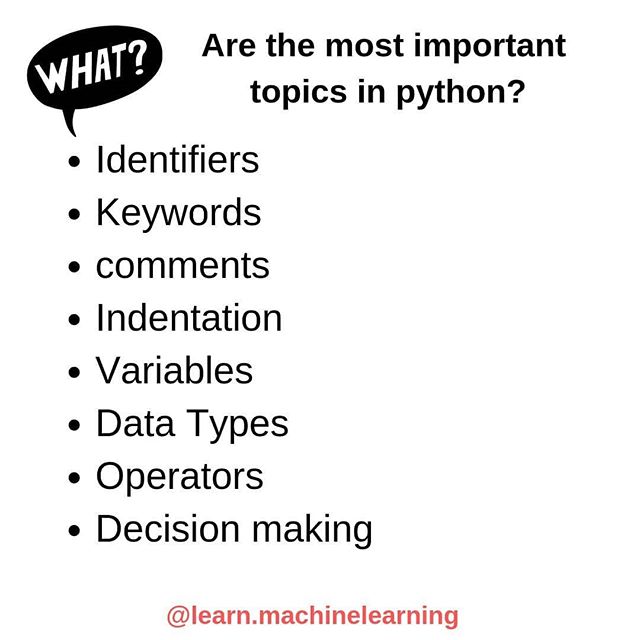 WHAT?
Are the most important
topics in python?
• Identifiers
• Keywords
• comments
• Indentation
• Variables
• Data Types
• Operators
• Decision making
@learn.machinelearning